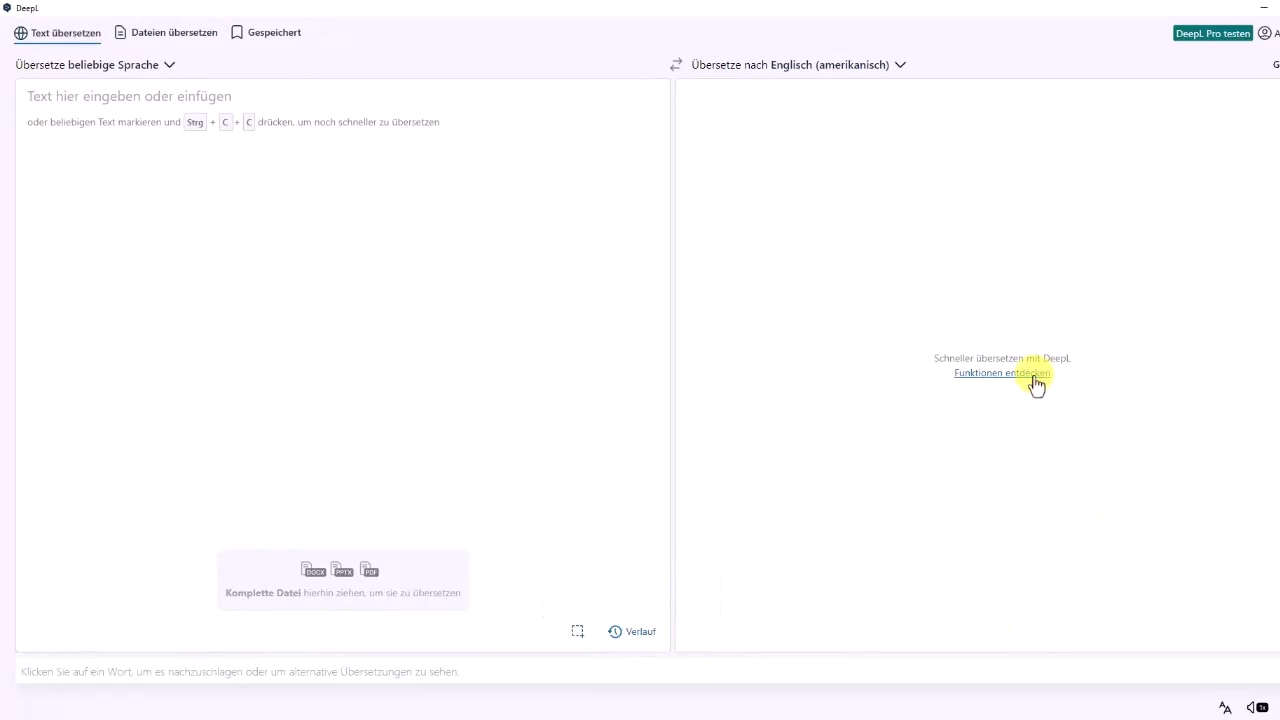 DeepL
Text übersetzen Dateien übersetzen Gespeichert
DeepL Pro testen A
Übersetze beliebige Sprache Übersetze nach Englisch (amerikanisch) G
Text hier eingeben oder einfügen
oder beliebigen Text markieren und Strg + C + C drücken, um noch schneller zu übersetzen
Schneller übersetzen mit DeepL
Funktionen entdecken
DOCX PPTX PDF
Komplette Datei hierhin ziehen, um sie zu übersetzen
Verlauf
Klicken Sie auf ein Wort, um es nachzuschlagen oder um alternative Übersetzungen zu sehen.
1x